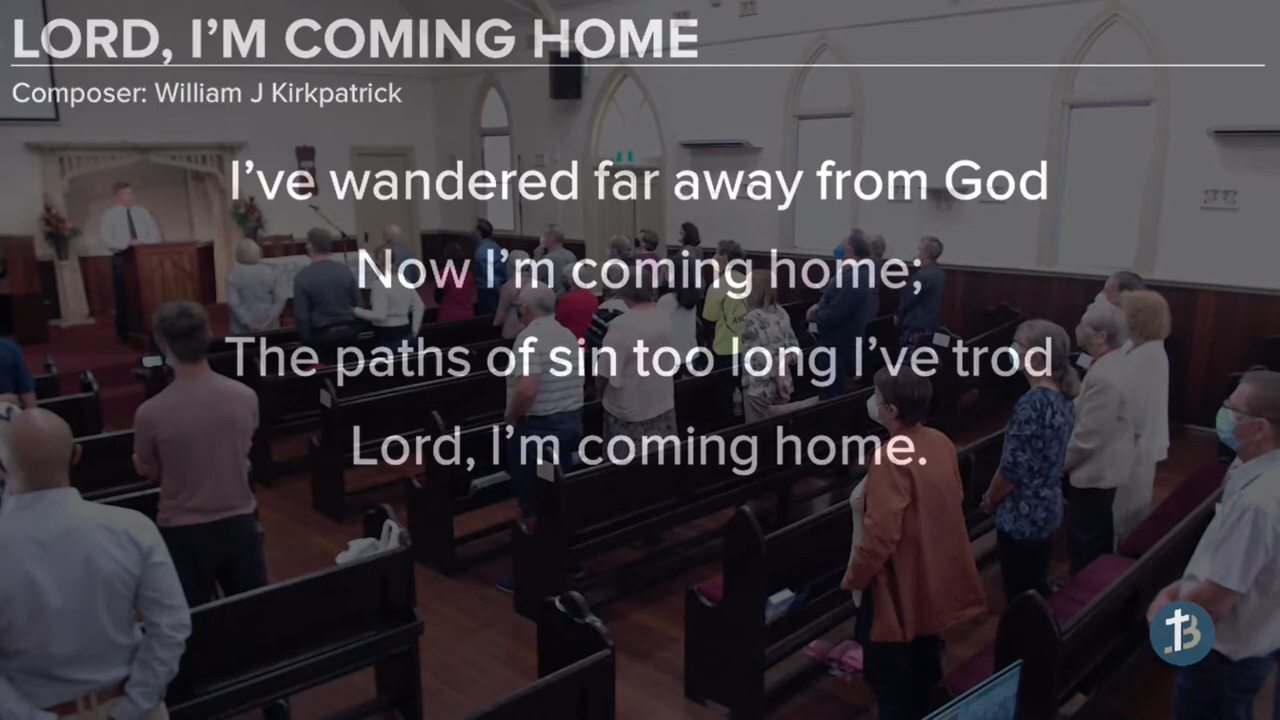 LORD, I'M COMING HOME
Composer: William J Kirkpatrick
I've wandered far away from God
Now I'm coming home;
The paths of sin too long I've trod
Lord, I'm coming home.